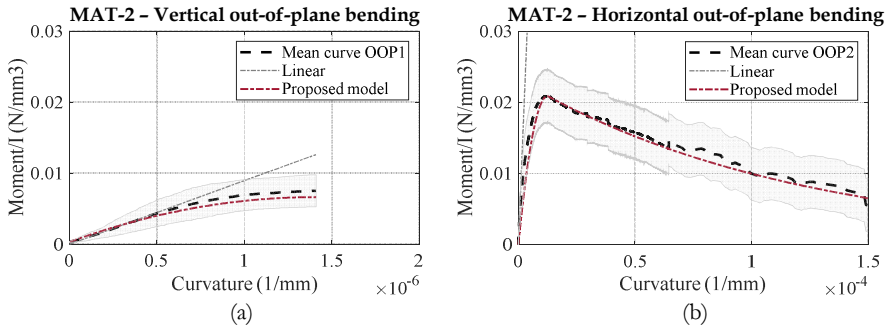 MAT-2 – Vertical out-of-plane bending
0.03
0.02
0.01
0
Moment/I (N/mm3)
Mean curve OOP1
Linear
Proposed model
0 0.5 1 1.5 2
Curvature (1/mm)
×10-6
(a)
MAT-2 – Horizontal out-of-plane bending
0.03
0.02
0.01
0
Moment/I (N/mm3)
Mean curve OOP2
Linear
Proposed model
0 0.5 1 1.5
Curvature (1/mm)
×10-4
(b)